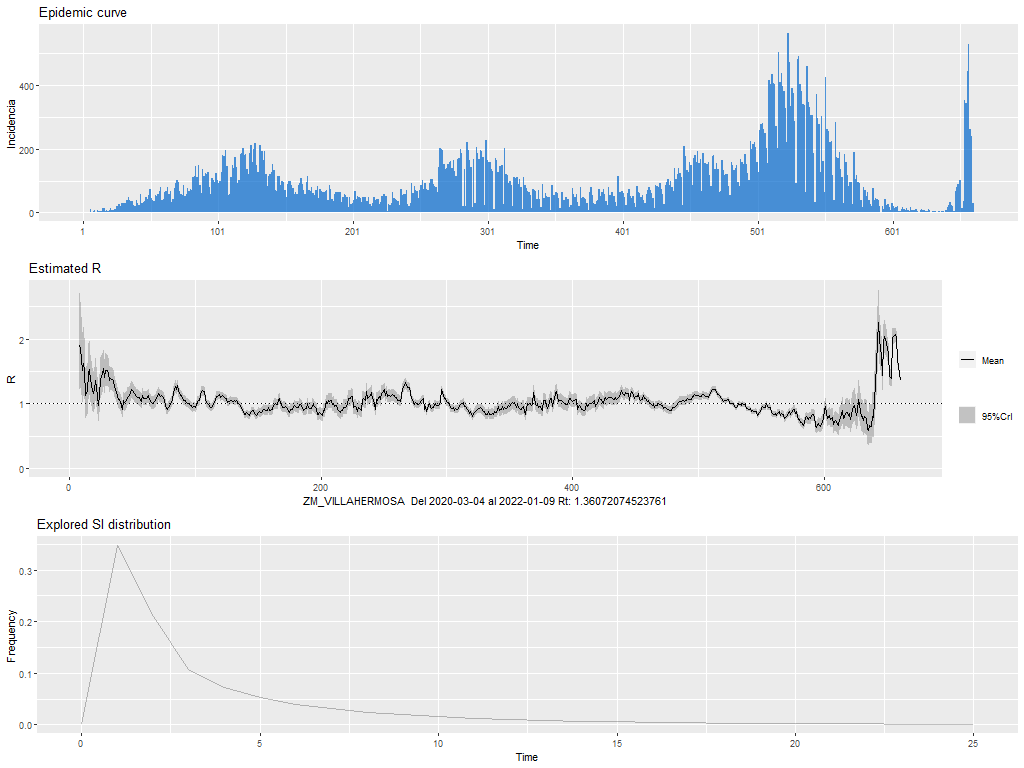 Epidemic curve
Incidencia
400
200
0
1
101
201
301
401
501
601
Time
Estimated R
R
2
1
0
0
200
400
600
Mean
95%CrI
ZM_VILLAHERMOSA Del 2020-03-04 al 2022-01-09 Rt: 1.36072074523761
Explored SI distribution
Frequency
0.3
0.2
0.1
0.0
0
5
10
15
20
25
Time